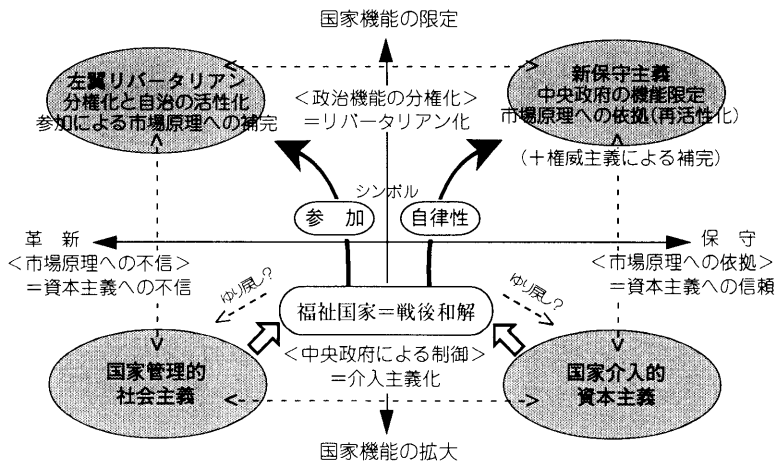 国家機能の限定
左翼リバータリアン
分権化と自治の活性化
参加による市場原理への補完
<政治機能の分権化>
=リバータリアン化
新保守主義
中央政府の機能限定
市場原理への依拠(再活性化)
(+権威主義による補完)
シンボル
参 加
自律性
革 新
<市場原理への不信>
=資本主義への不信
保 守
<市場原理への依拠>
=資本主義への信頼
ゆり戻し?
ゆり戻し?
福祉国家=戦後和解
<中央政府による制御>
=介入主義化
国家管理的
社会主義
国家介入的
資本主義
国家機能の拡大